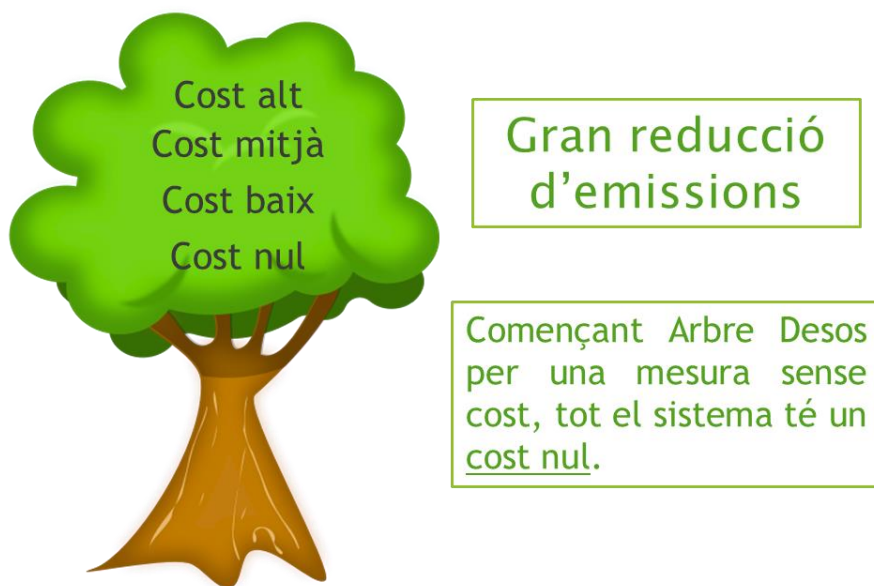 Cost alt
Cost mitjà
Cost baix
Cost nul
Gran reducció
d’emissions
Començant Arbre Desos
per una mesura sense
cost, tot el sistema té un
cost nul.